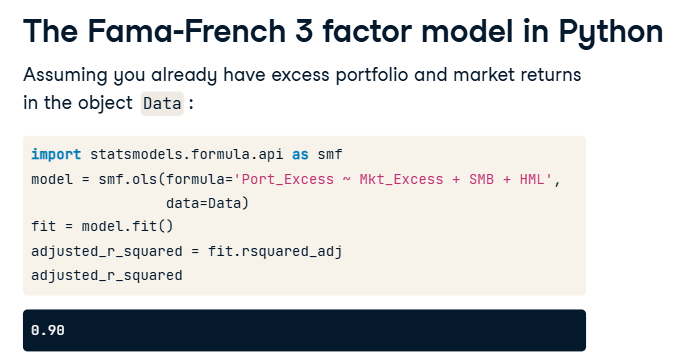 The Fama-French 3 factor model in Python
Assuming you already have excess portfolio and market returns
in the object Data :
import statsmodels.formula.api as smf
model = smf.ols(formula='Port_Excess ~ Mkt_Excess + SMB + HML',
                data=Data)
fit = model.fit()
adjusted_r_squared = fit.rsquared_adj
adjusted_r_squared
0.90